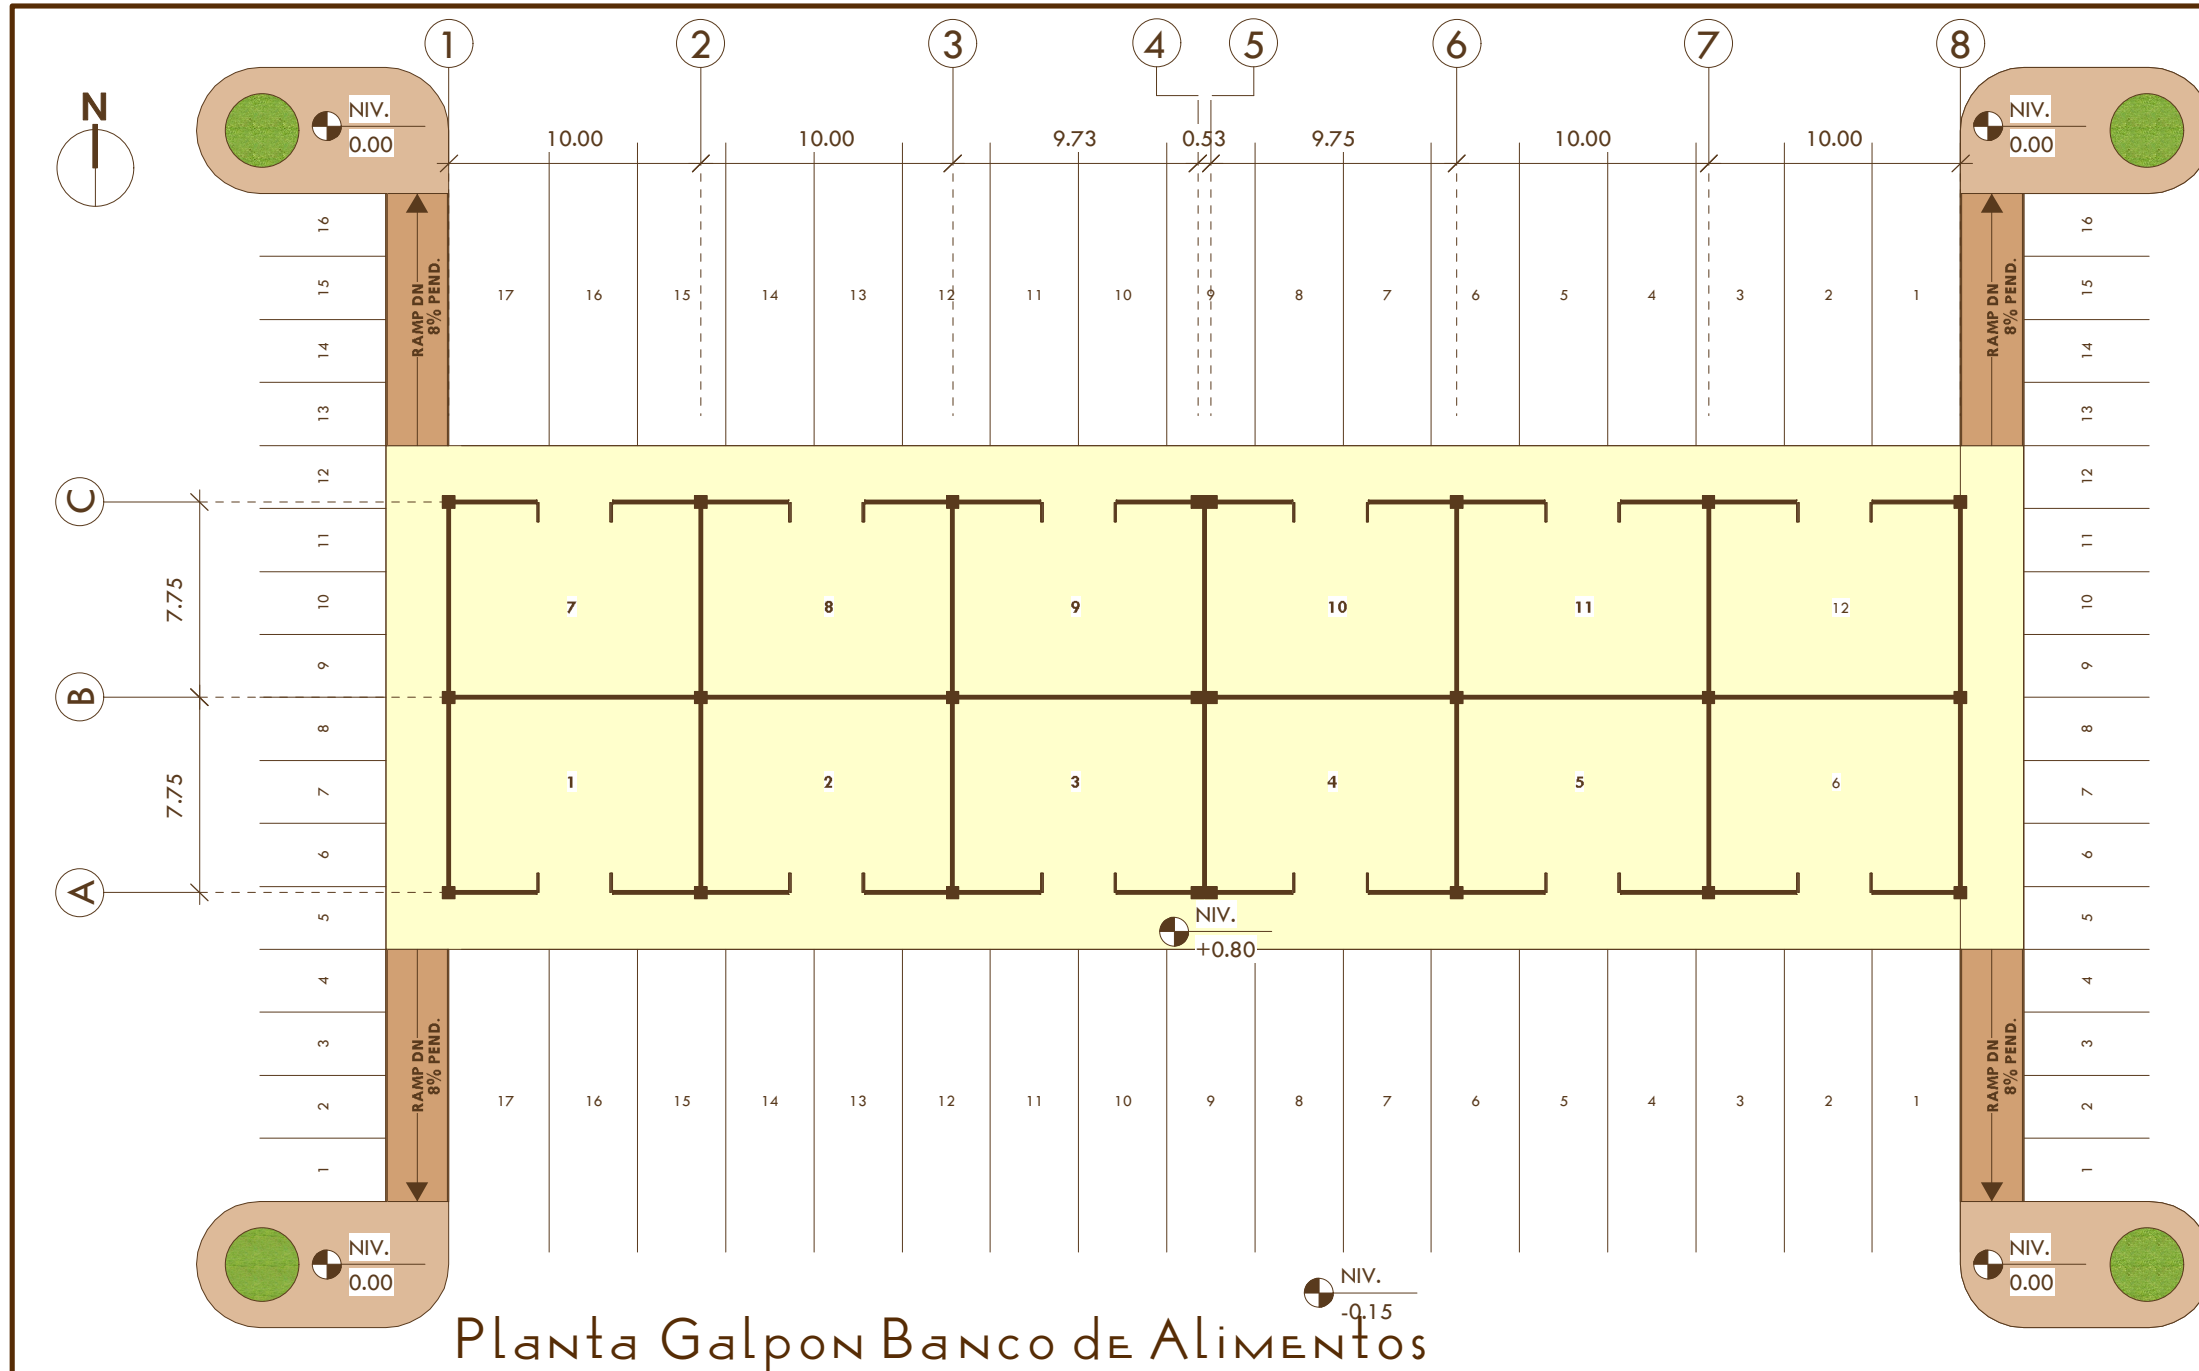 1 2 3 4 5 6 7 8
N
NIV.
0.00
NIV.
0.00
10.00 10.00 9.73 0.53 9.75 10.00 10.00
16
15
14
13
12
11
10
9
8
7
6
5
4
3
2
1
RAMP DN
8% PEND.
17 16 15 14 13 12 11 10 9 8 7 6 5 4 3 2 1
RAMP DN
8% PEND.
16
15
14
13
12
11
10
9
8
7
6
5
4
3
2
1
C
7.75
B
7.75
A
7 8 9 10 11 12
1 2 3 4 5 6
NIV.
+0.80
RAMP DN
8% PEND.
17 16 15 14 13 12 11 10 9 8 7 6 5 4 3 2 1
RAMP DN
8% PEND.
NIV.
0.00
NIV.
0.00
NIV.
-0.15
Planta Galpon Banco de Alimentos